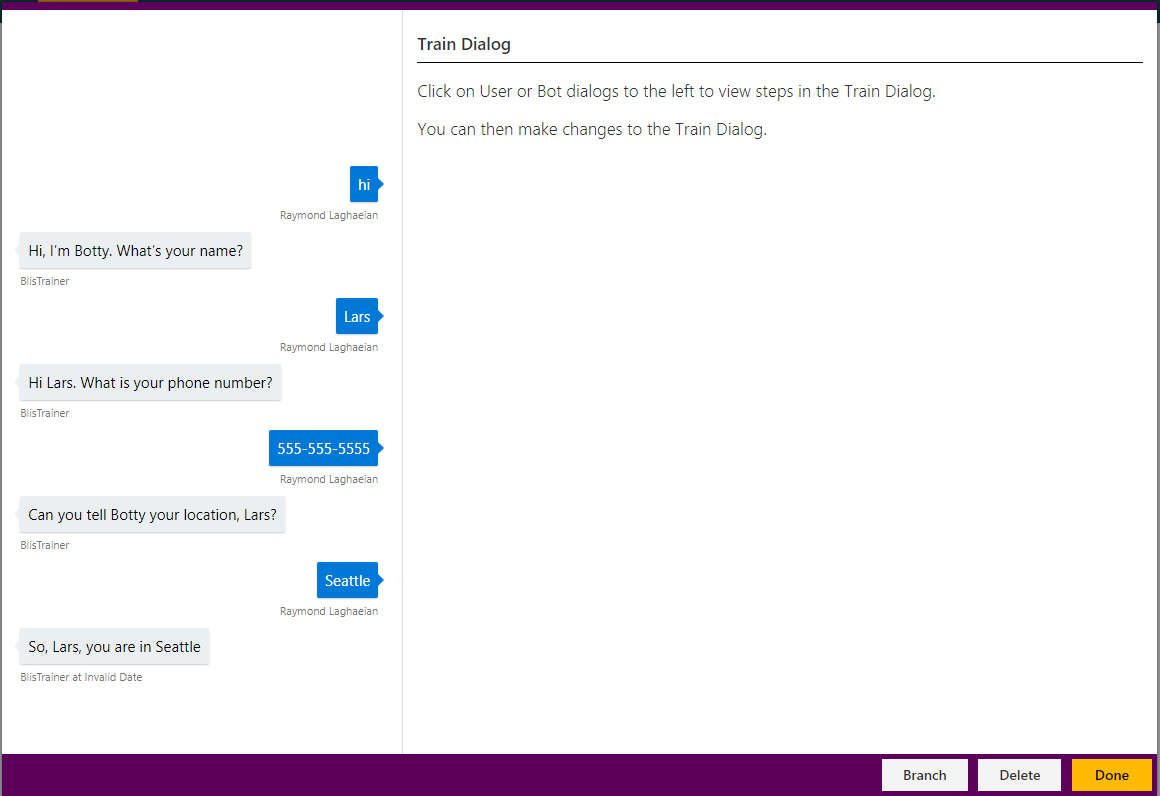 Train Dialog
Click on User or Bot dialogs to the left to view steps in the Train Dialog.
You can then make changes to the Train Dialog.
hi
Raymond Laghaeian
Hi, I'm Botty. What's your name?
BlisTrainer
Lars
Raymond Laghaeian
Hi Lars. What is your phone number?
BlisTrainer
555-555-5555
Raymond Laghaeian
Can you tell Botty your location, Lars?
BlisTrainer
Seattle
Raymond Laghaeian
So, Lars, you are in Seattle
BlisTrainer at Invalid Date
Branch
Delete
Done